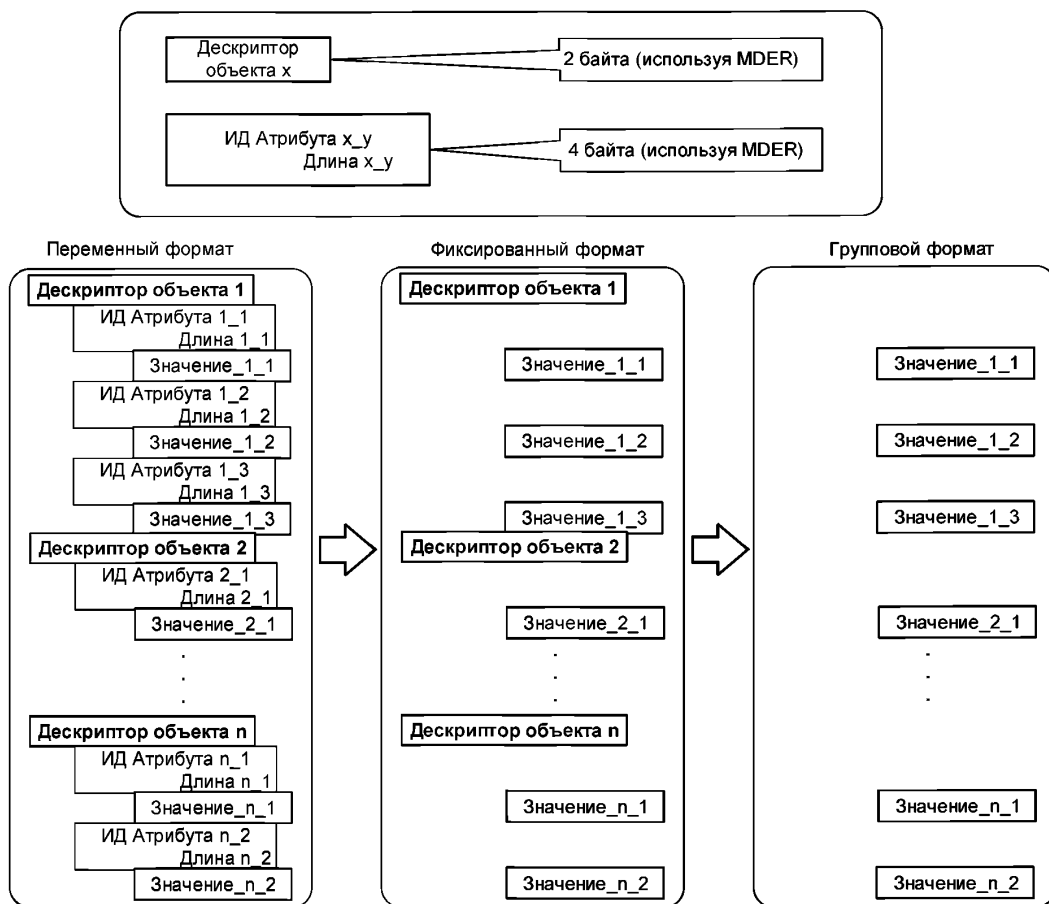 Дескриптор
объекта x
2 байта (используя MDER)
ИД Атрибута x_y
Длина x_y
4 байта (используя MDER)
Переменный формат
Дескриптор объекта 1
ИД Атрибута 1_1
Длина 1_1
Значение_1_1
ИД Атрибута 1_2
Длина 1_2
Значение_1_2
ИД Атрибута 1_3
Длина 1_3
Значение_1_3
Дескриптор объекта 2
ИД Атрибута 2_1
Длина 2_1
Значение_2_1
Дескриптор объекта n
ИД Атрибута n_1
Длина n_1
Значение_n_1
ИД Атрибута n_2
Длина n_2
Значение_n_2
Фиксированный формат
Дескриптор объекта 1
Значение_1_1
Значение_1_2
Значение_1_3
Дескриптор объекта 2
Значение_2_1
Дескриптор объекта n
Значение_n_1
Значение_n_2
Групповой формат
Значение_1_1
Значение_1_2
Значение_1_3
Значение_2_1
Значение_n_1
Значение_n_2